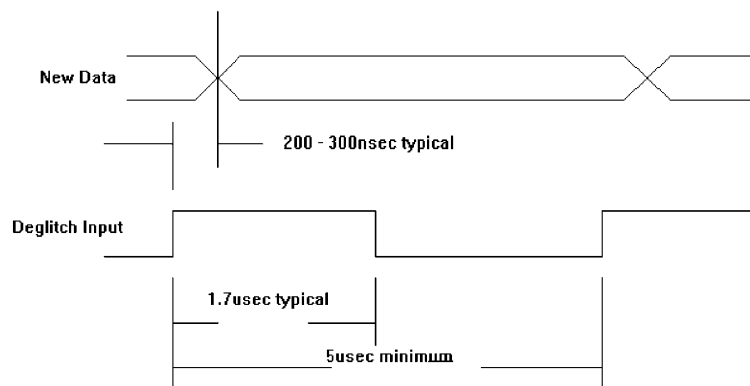 New Data
200 - 300nsec typical
Deglitch Input
1.7usec typical
5usec minimum